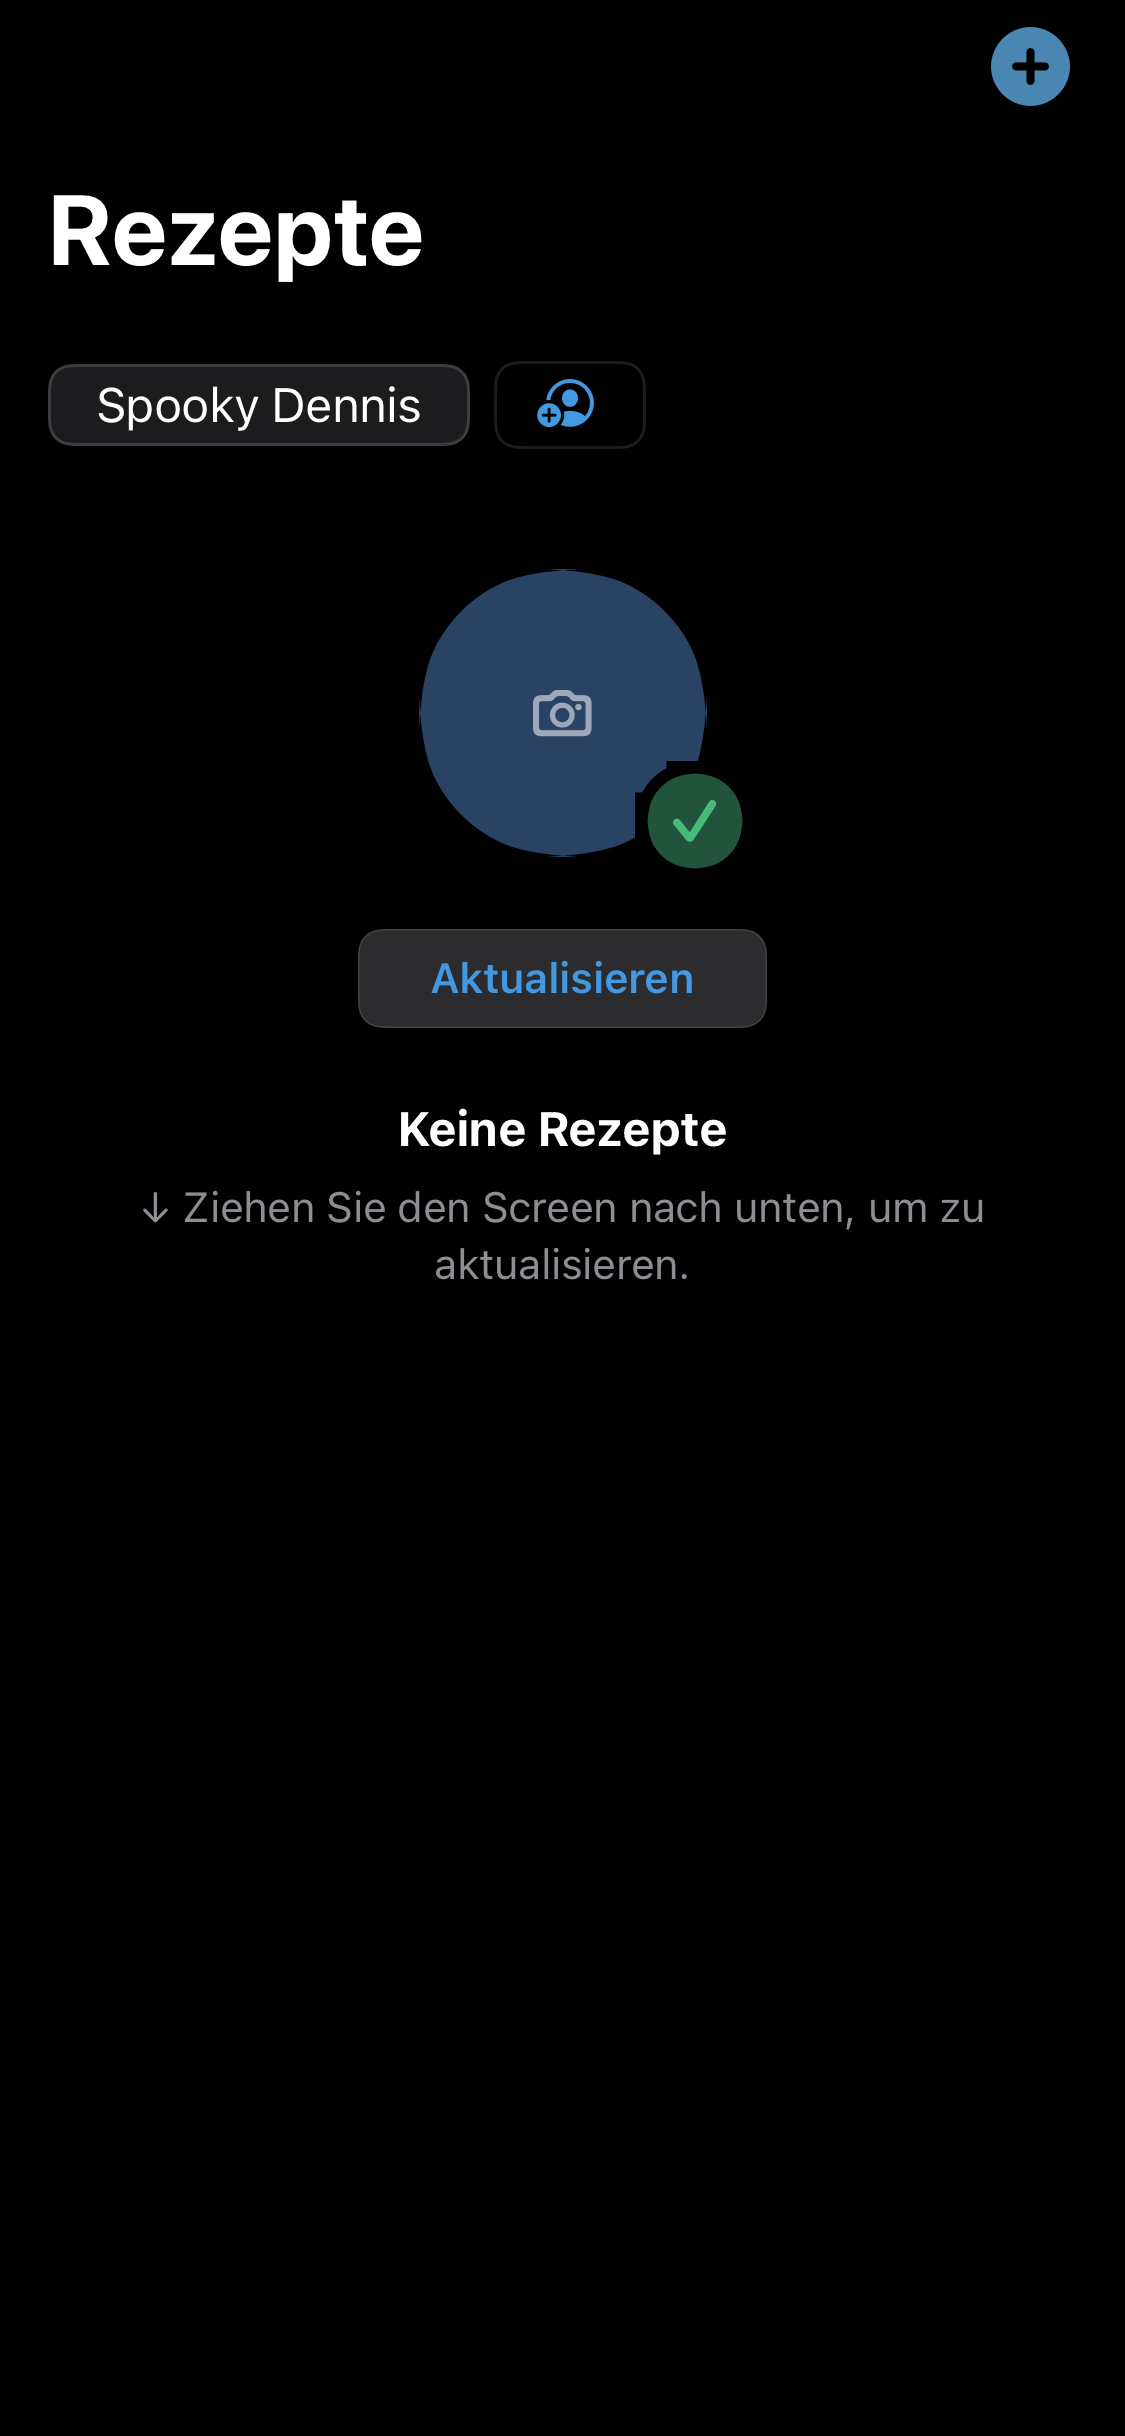 Rezepte
Spooky Dennis
Aktualisieren
Keine Rezepte
↓ Ziehen Sie den Screen nach unten, um zu
aktualisieren.